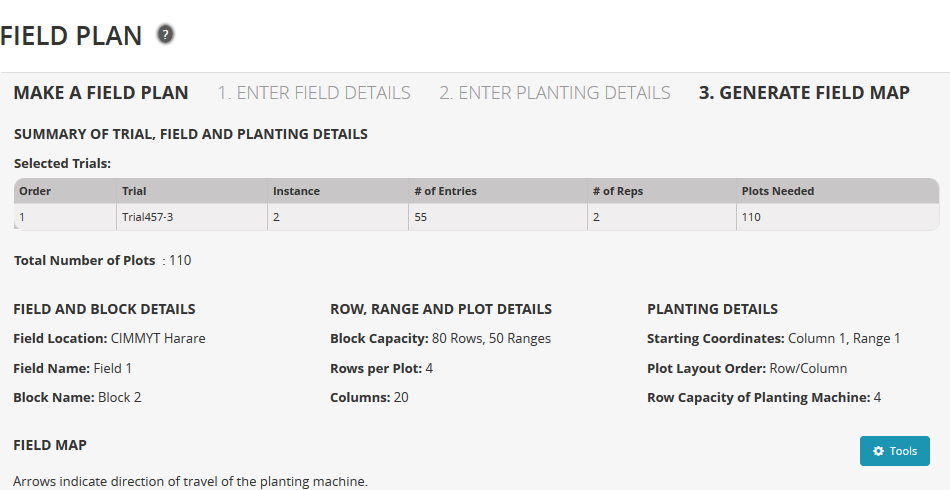 FIELD PLAN ?
MAKE A FIELD PLAN 1. ENTER FIELD DETAILS 2. ENTER PLANTING DETAILS 3. GENERATE FIELD MAP
SUMMARY OF TRIAL, FIELD AND PLANTING DETAILS
Selected Trials:
Order Trial Instance # of Entries # of Reps Plots Needed
1 Trial457-3 2 55 2 110
Total Number of Plots : 110
FIELD AND BLOCK DETAILS ROW, RANGE AND PLOT DETAILS PLANTING DETAILS
Field Location: CIMMYT Harare Block Capacity: 80 Rows, 50 Ranges Starting Coordinates: Column 1, Range 1
Field Name: Field 1 Rows per Plot: 4 Plot Layout Order: Row/Column
Block Name: Block 2 Columns: 20 Row Capacity of Planting Machine: 4
FIELD MAP Tools
Arrows indicate direction of travel of the planting machine.